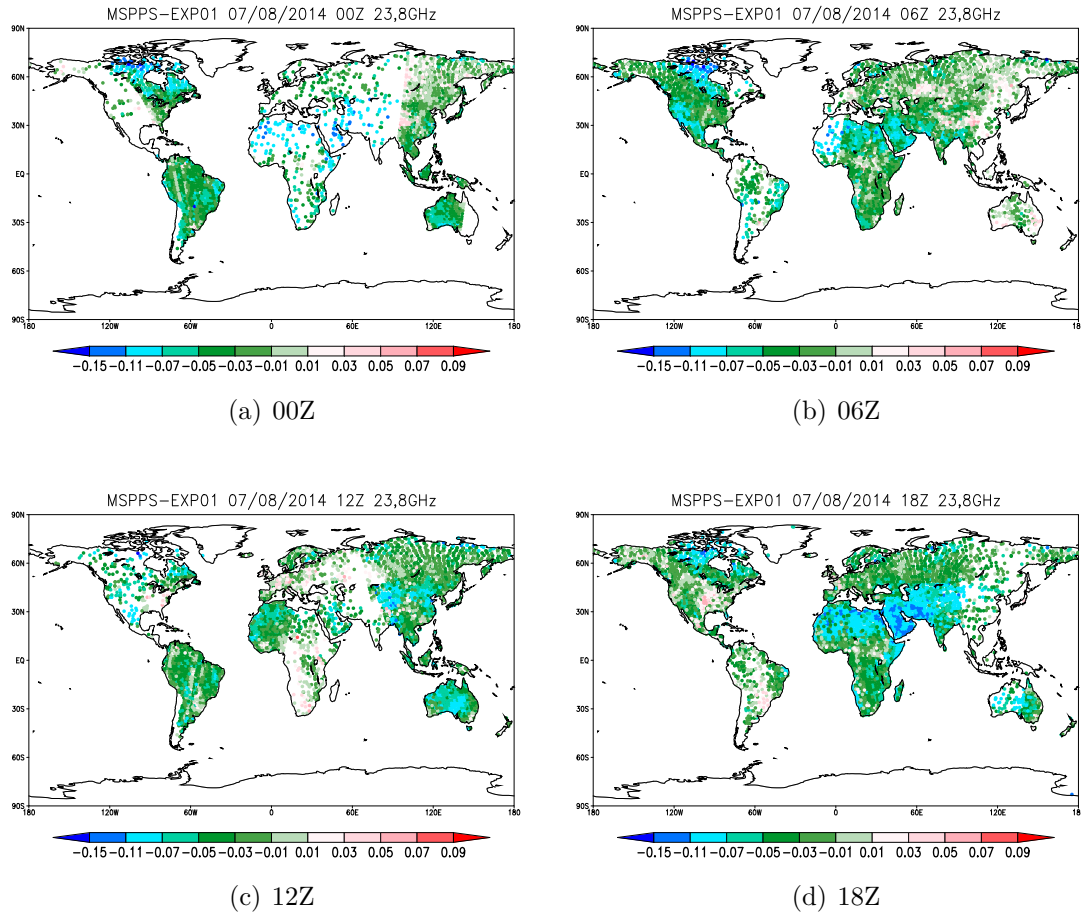 MSPPS-EXP01 07/08/2014 00Z 23,8GHz
90N
60N
30N
EQ
30S
60S
90S
180 120W 60W 0 60E 120E 180
−0.15 −0.11 −0.07 −0.05 −0.03 −0.01 0.01 0.03 0.05 0.07 0.09
(a) 00Z
MSPPS-EXP01 07/08/2014 06Z 23,8GHz
90N
60N
30N
EQ
30S
60S
90S
180 120W 60W 0 60E 120E 180
−0.15 −0.11 −0.07 −0.05 −0.03 −0.01 0.01 0.03 0.05 0.07 0.09
(b) 06Z
MSPPS-EXP01 07/08/2014 12Z 23,8GHz
90N
60N
30N
EQ
30S
60S
90S
180 120W 60W 0 60E 120E 180
−0.15 −0.11 −0.07 −0.05 −0.03 −0.01 0.01 0.03 0.05 0.07 0.09
(c) 12Z
MSPPS-EXP01 07/08/2014 18Z 23,8GHz
90N
60N
30N
EQ
30S
60S
90S
180 120W 60W 0 60E 120E 180
−0.15 −0.11 −0.07 −0.05 −0.03 −0.01 0.01 0.03 0.05 0.07 0.09
(d) 18Z